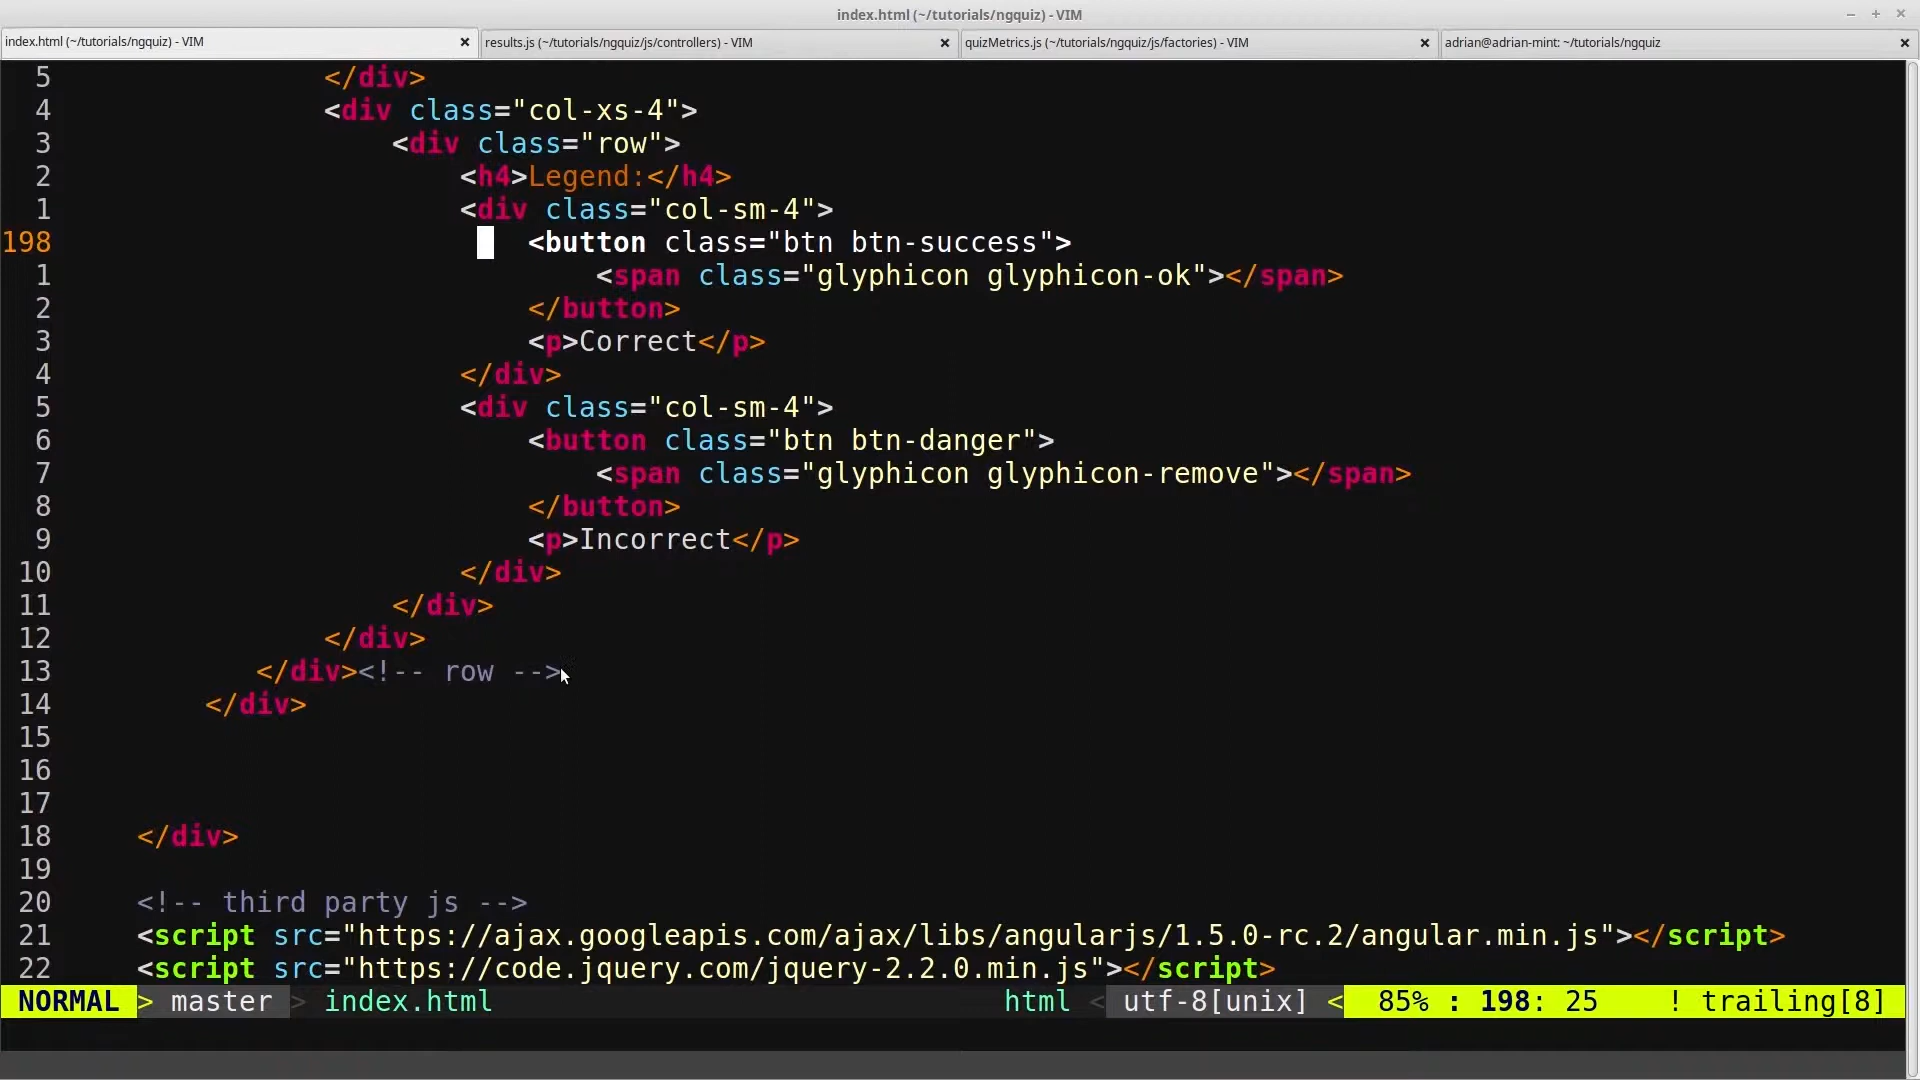 index.html (~/tutorials/ngquiz) - VIM
index.html (~/tutorials/ngquiz) - VIM
results.js (~/tutorials/ngquiz/js/controllers) - VIM
quizMetrics.js (~/tutorials/ngquiz/js/factories) - VIM
adrian@adrian-mint: ~/tutorials/ngquiz
5 </div>
4 <div class="col-xs-4">
3 <div class="row">
2 <h4>Legend:</h4>
1 <div class="col-sm-4">
198 <button class="btn btn-success">
1 <span class="glyphicon glyphicon-ok"></span>
2 </button>
3 <p>Correct</p>
4 </div>
5 <div class="col-sm-4">
6 <button class="btn btn-danger">
7 <span class="glyphicon glyphicon-remove"></span>
8 </button>
9 <p>Incorrect</p>
10 </div>
11 </div>
12 </div>
13 </div><!-- row -->
14 </div>
15
16
17
18 </div>
19
20 <!-- third party js -->
21 <script src="https://ajax.googleapis.com/ajax/libs/angularjs/1.5.0-rc.2/angular.min.js"></script>
22 <script src="https://code.jquery.com/jquery-2.2.0.min.js"></script>
NORMAL > master > index.html html < utf-8[unix] < 85% : 198: 25 ! trailing[8]